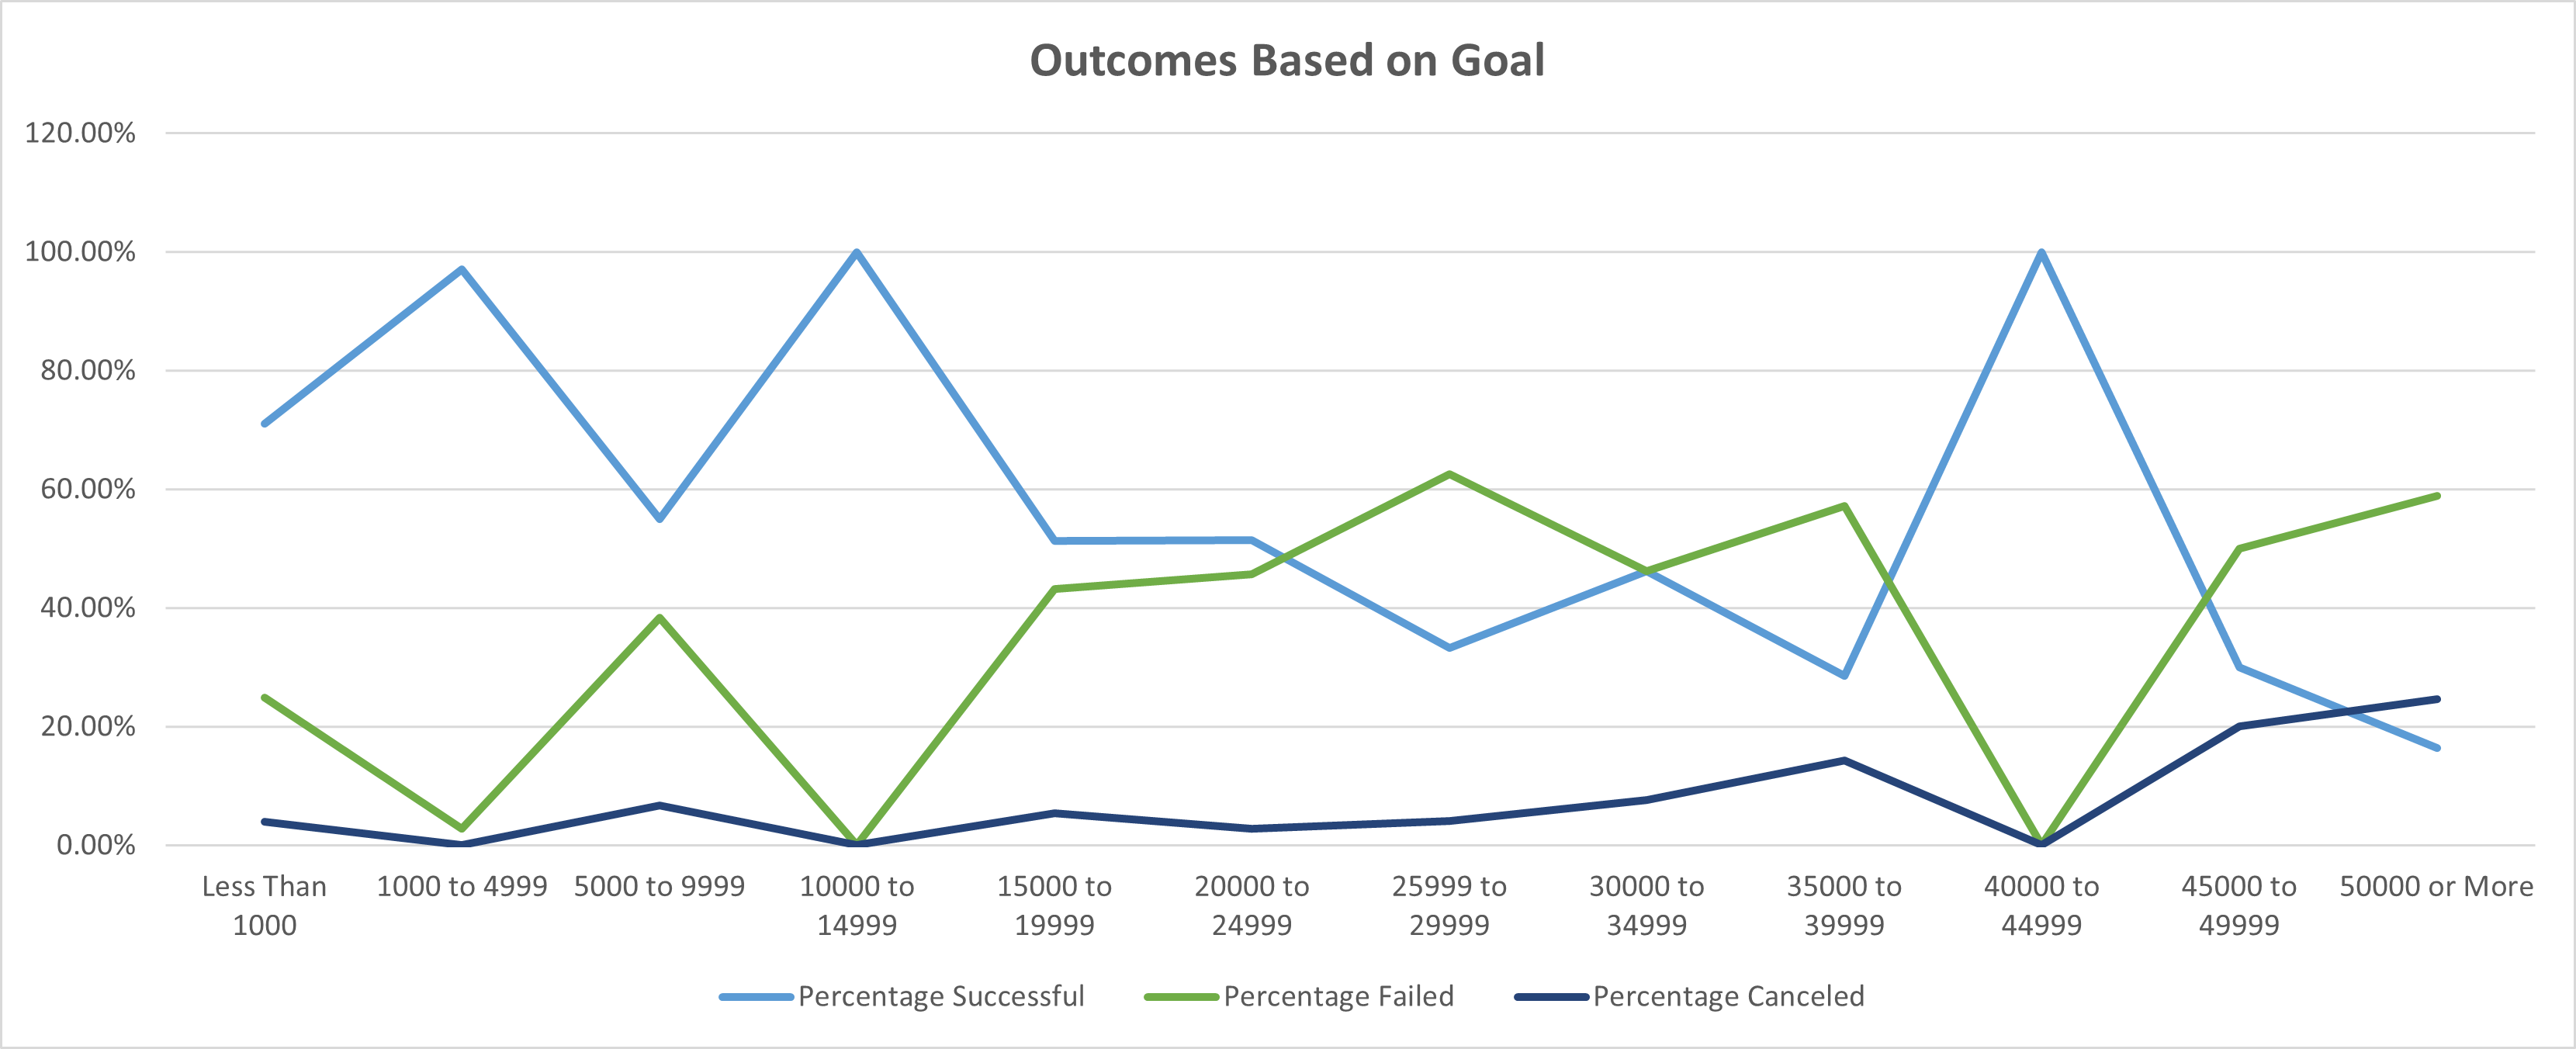 Outcomes Based on Goal
120.00%
100.00%
80.00%
60.00%
40.00%
20.00%
0.00%
Less Than
1000
1000 to 4999
5000 to 9999
10000 to
14999
15000 to
19999
20000 to
24999
25999 to
29999
30000 to
34999
35000 to
39999
40000 to
44999
45000 to
49999
50000 or More
Percentage Successful
Percentage Failed
Percentage Canceled